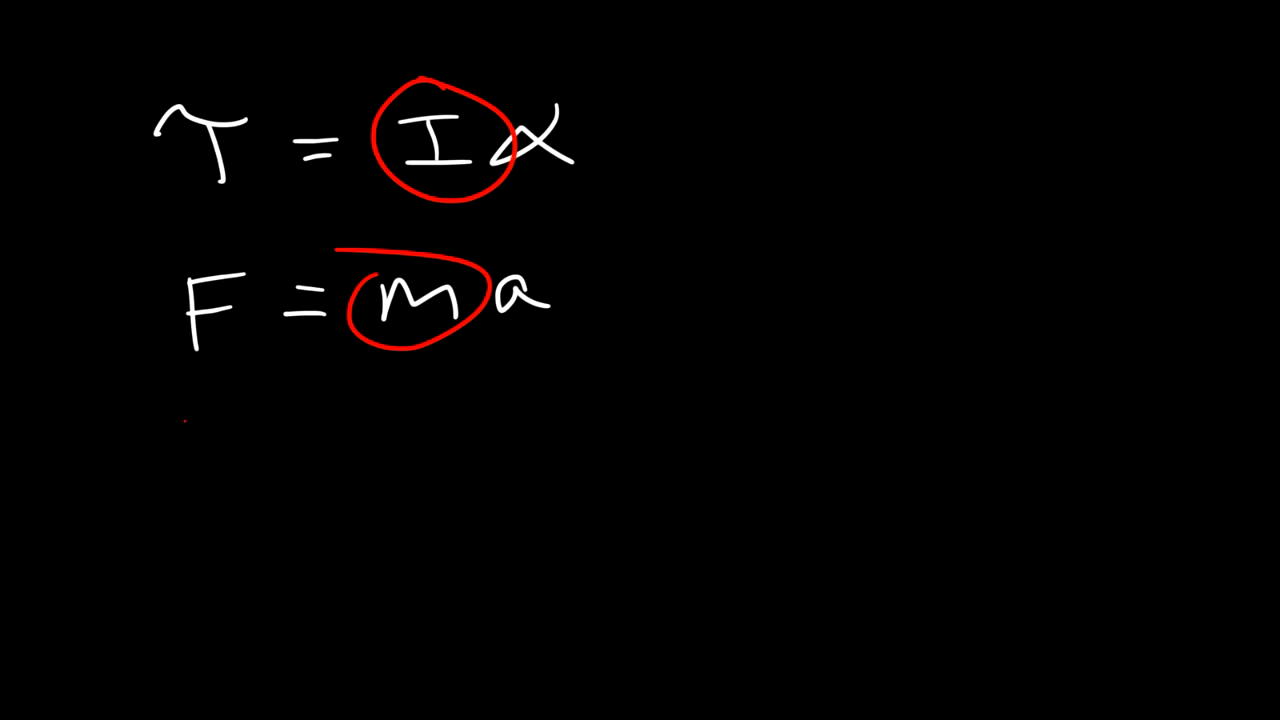 τ = Iα
F = ma